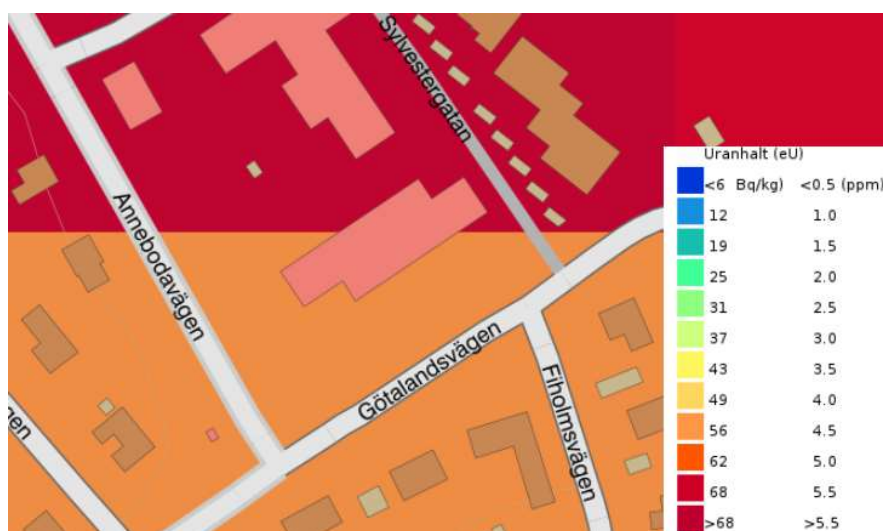 Sylvestergatan
Annebodavägen
Götalandsvägen
Fiholmsvägen
gen
Uranhalt (eU)
<6 Bq/kg) <0.5 (ppm)
12 1.0
19 1.5
25 2.0
31 2.5
37 3.0
43 3.5
49 4.0
56 4.5
62 5.0
68 5.5
>68 >5.5